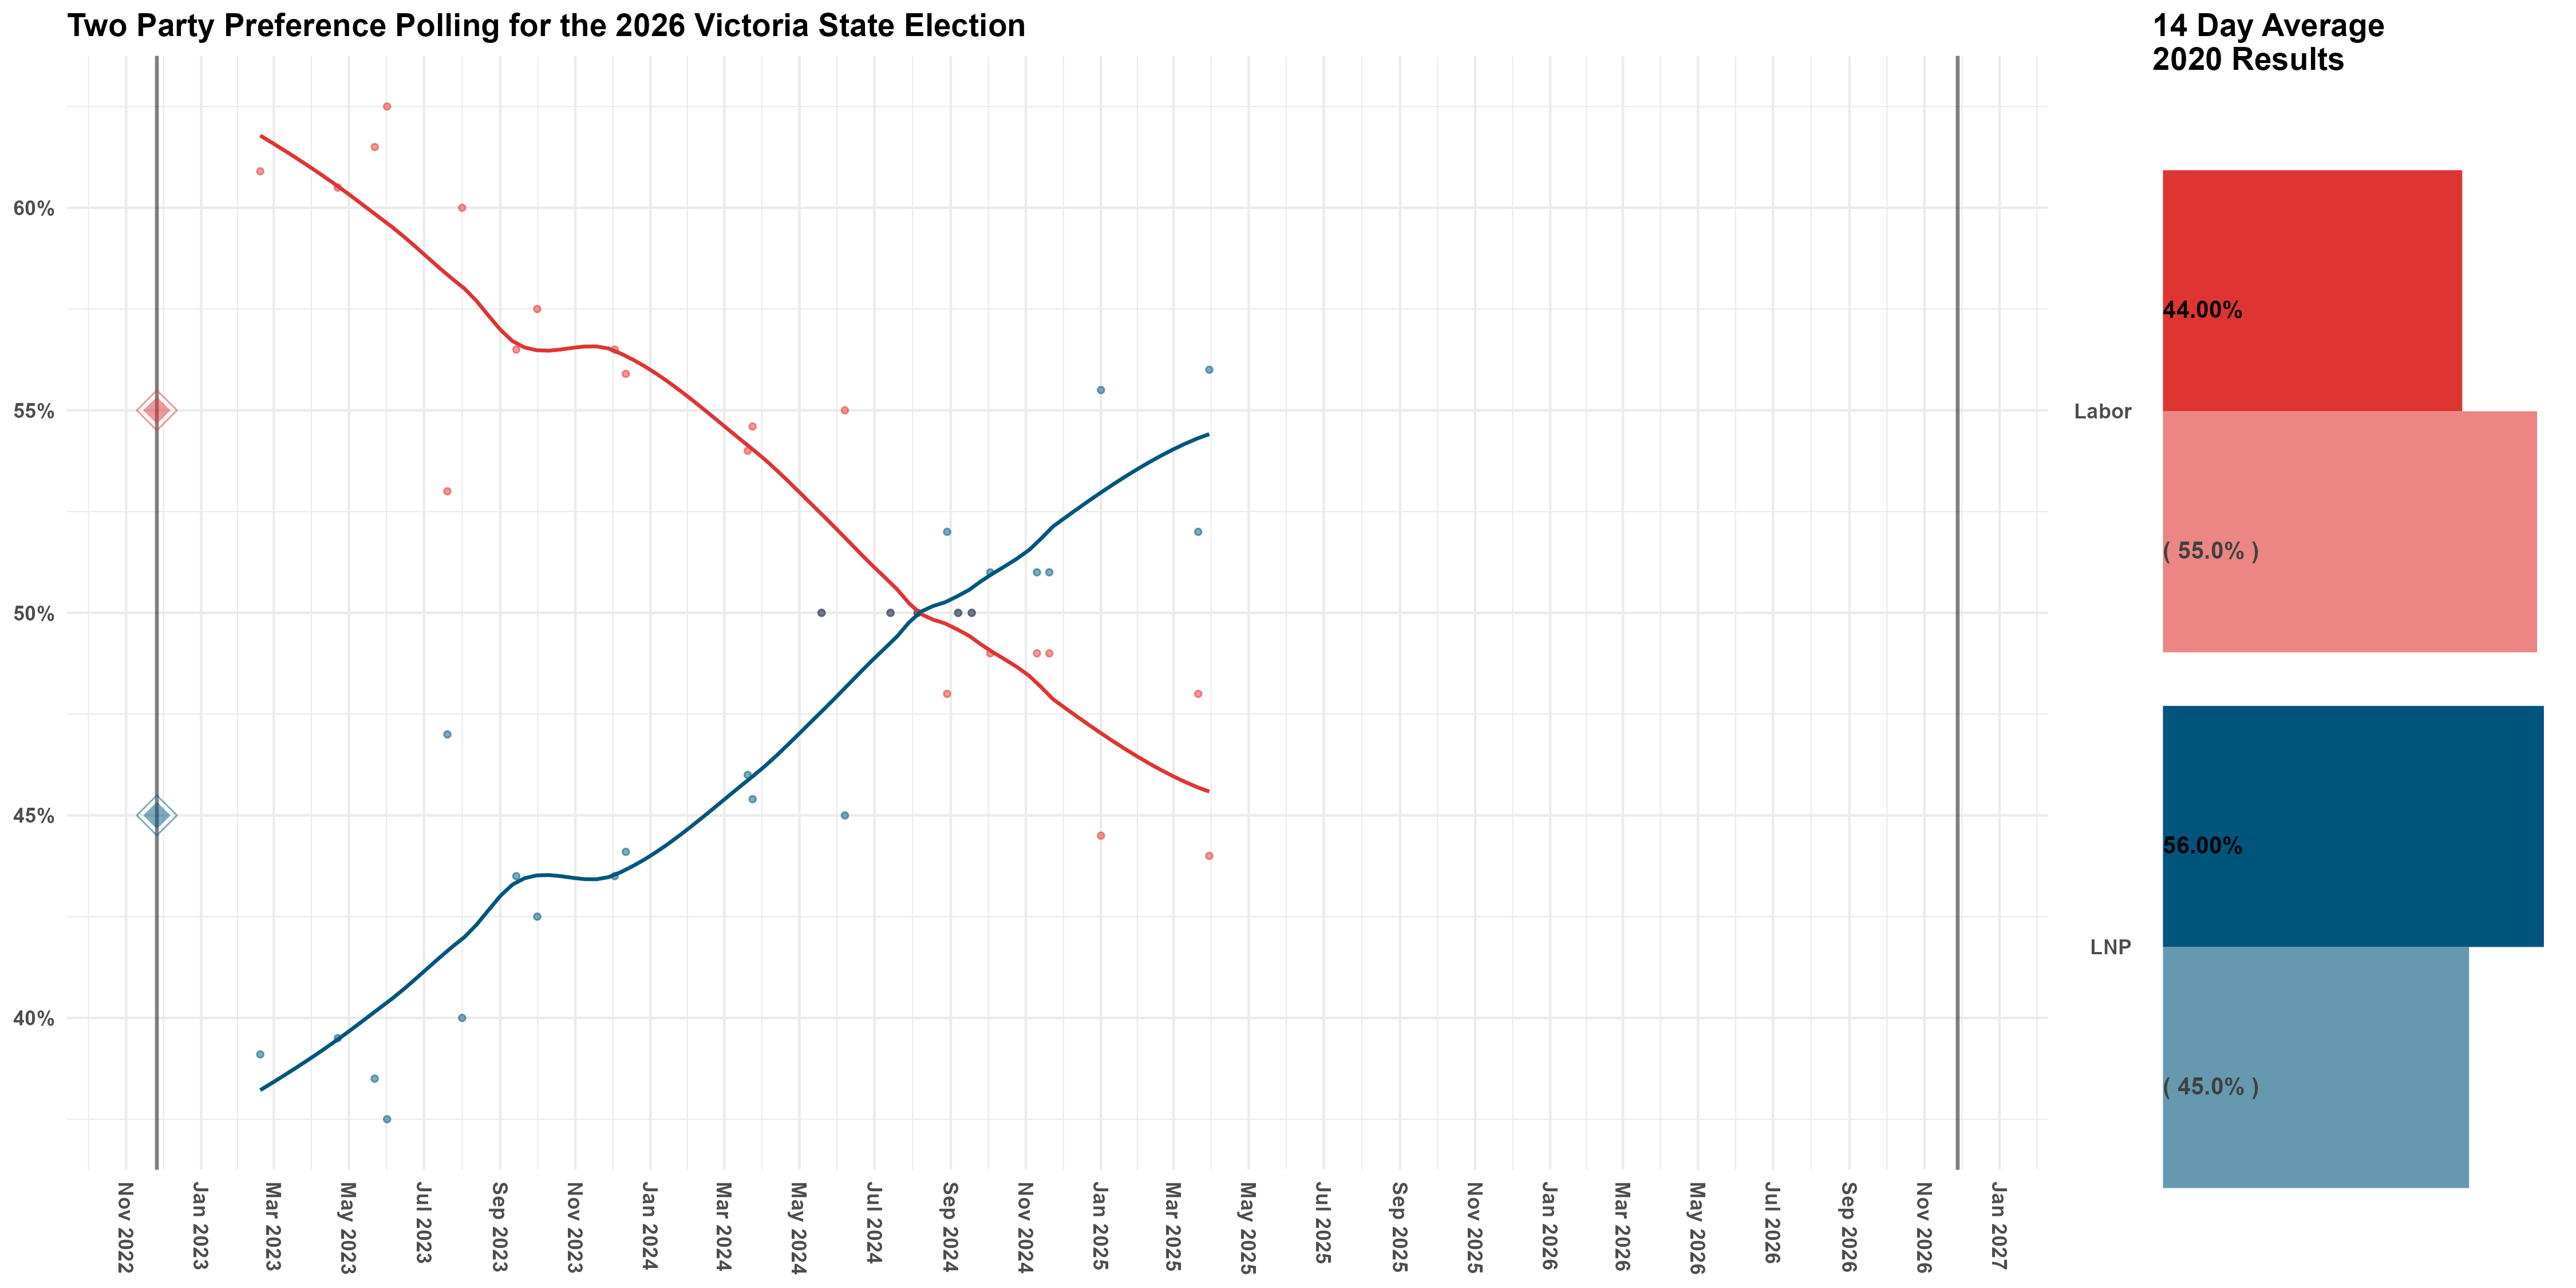 Two Party Preference Polling for the 2026 Victoria State Election
60%
55%
50%
45%
40%
Nov 2022
Jan 2023
Mar 2023
May 2023
Jul 2023
Sep 2023
Nov 2023
Jan 2024
Mar 2024
May 2024
Jul 2024
Sep 2024
Nov 2024
Jan 2025
Mar 2025
May 2025
Jul 2025
Sep 2025
Nov 2025
Jan 2026
Mar 2026
May 2026
Jul 2026
Sep 2026
Nov 2026
Jan 2027
14 Day Average
2020 Results
44.00%
Labor
( 55.0% )
56.00%
LNP
( 45.0% )